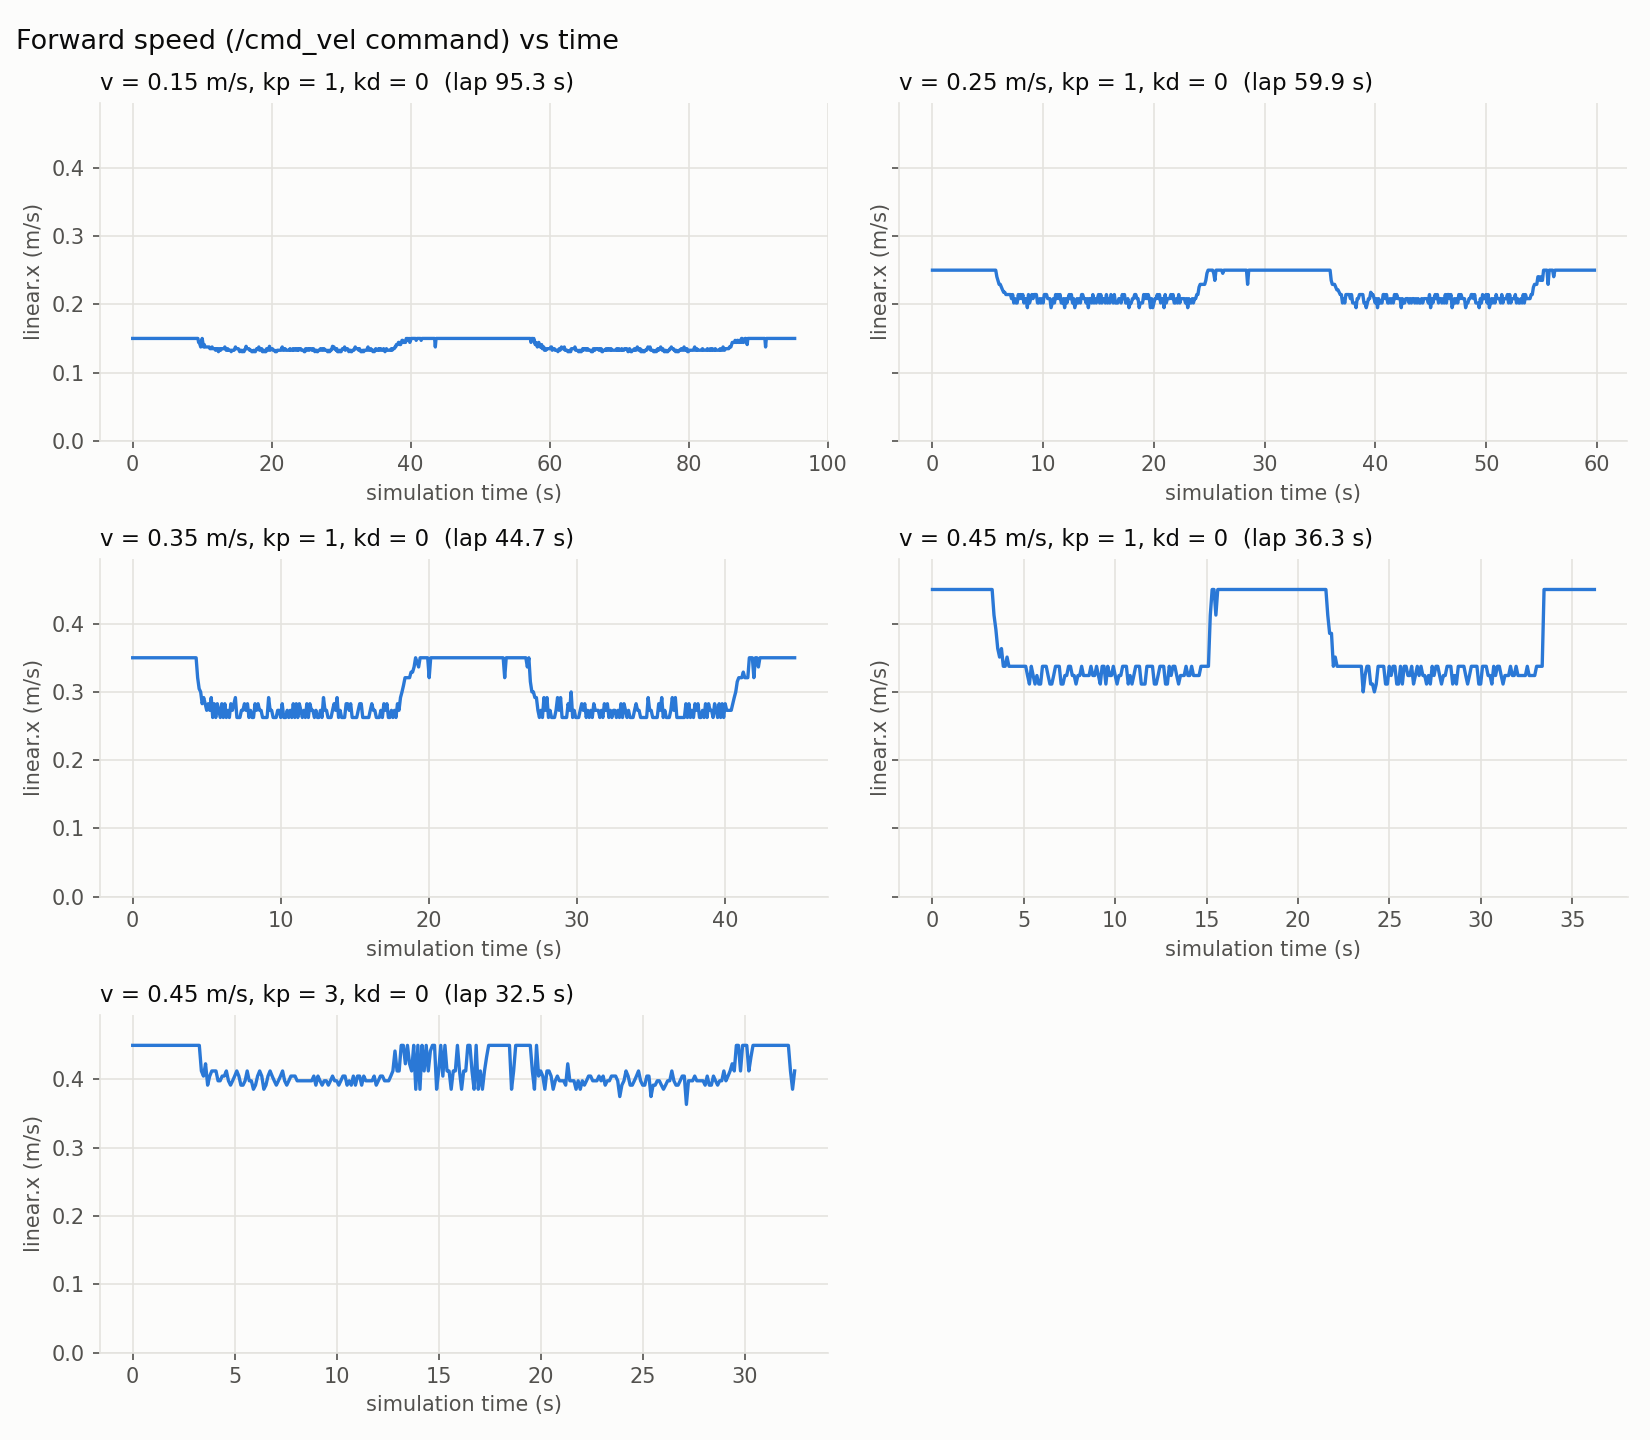 Forward speed (/cmd_vel command) vs time
v = 0.15 m/s, kp = 1, kd = 0  (lap 95.3 s)
linear.x (m/s)
0.4
0.3
0.2
0.1
0.0
0 20 40 60 80 100
simulation time (s)
v = 0.25 m/s, kp = 1, kd = 0  (lap 59.9 s)
linear.x (m/s)
0 10 20 30 40 50 60
simulation time (s)
v = 0.35 m/s, kp = 1, kd = 0  (lap 44.7 s)
linear.x (m/s)
0.4
0.3
0.2
0.1
0.0
0 10 20 30 40
simulation time (s)
v = 0.45 m/s, kp = 1, kd = 0  (lap 36.3 s)
linear.x (m/s)
0 5 10 15 20 25 30 35
simulation time (s)
v = 0.45 m/s, kp = 3, kd = 0  (lap 32.5 s)
linear.x (m/s)
0.4
0.3
0.2
0.1
0.0
0 5 10 15 20 25 30
simulation time (s)